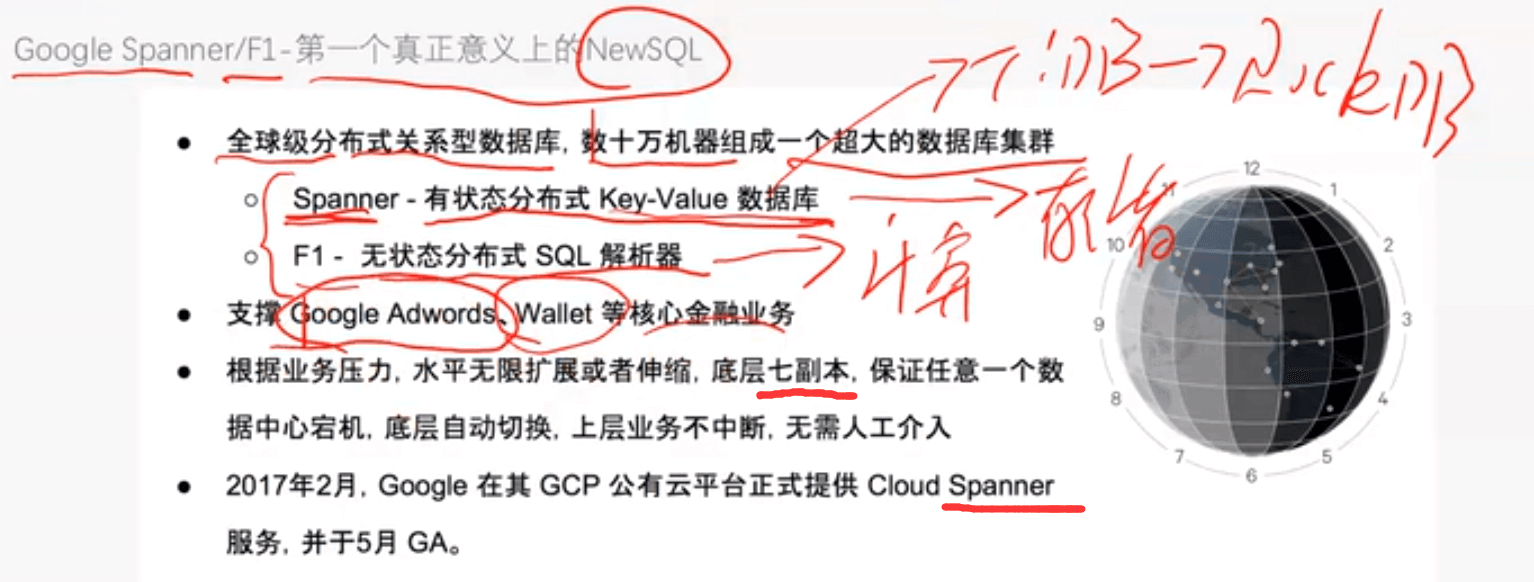 Google Spanner/F1-第一个真正意义上的NewSQL
TiDB→RockDB
● 全球级分布式关系型数据库, 数十万机器组成一个超大的数据库集群
○ Spanner - 有状态分布式 Key-Value 数据库
存储
○ F1 - 无状态分布式 SQL 解析器
计算
● 支撑 Google Adwords、Wallet 等核心金融业务
● 根据业务压力, 水平无限扩展或者伸缩, 底层七副本, 保证任意一个数
据中心宕机, 底层自动切换, 上层业务不中断, 无需人工介入
● 2017年2月, Google 在其 GCP 公有云平台正式提供 Cloud Spanner
服务, 并于5月 GA。
12
1
2
3
4
5
6
7
8
9
10
11